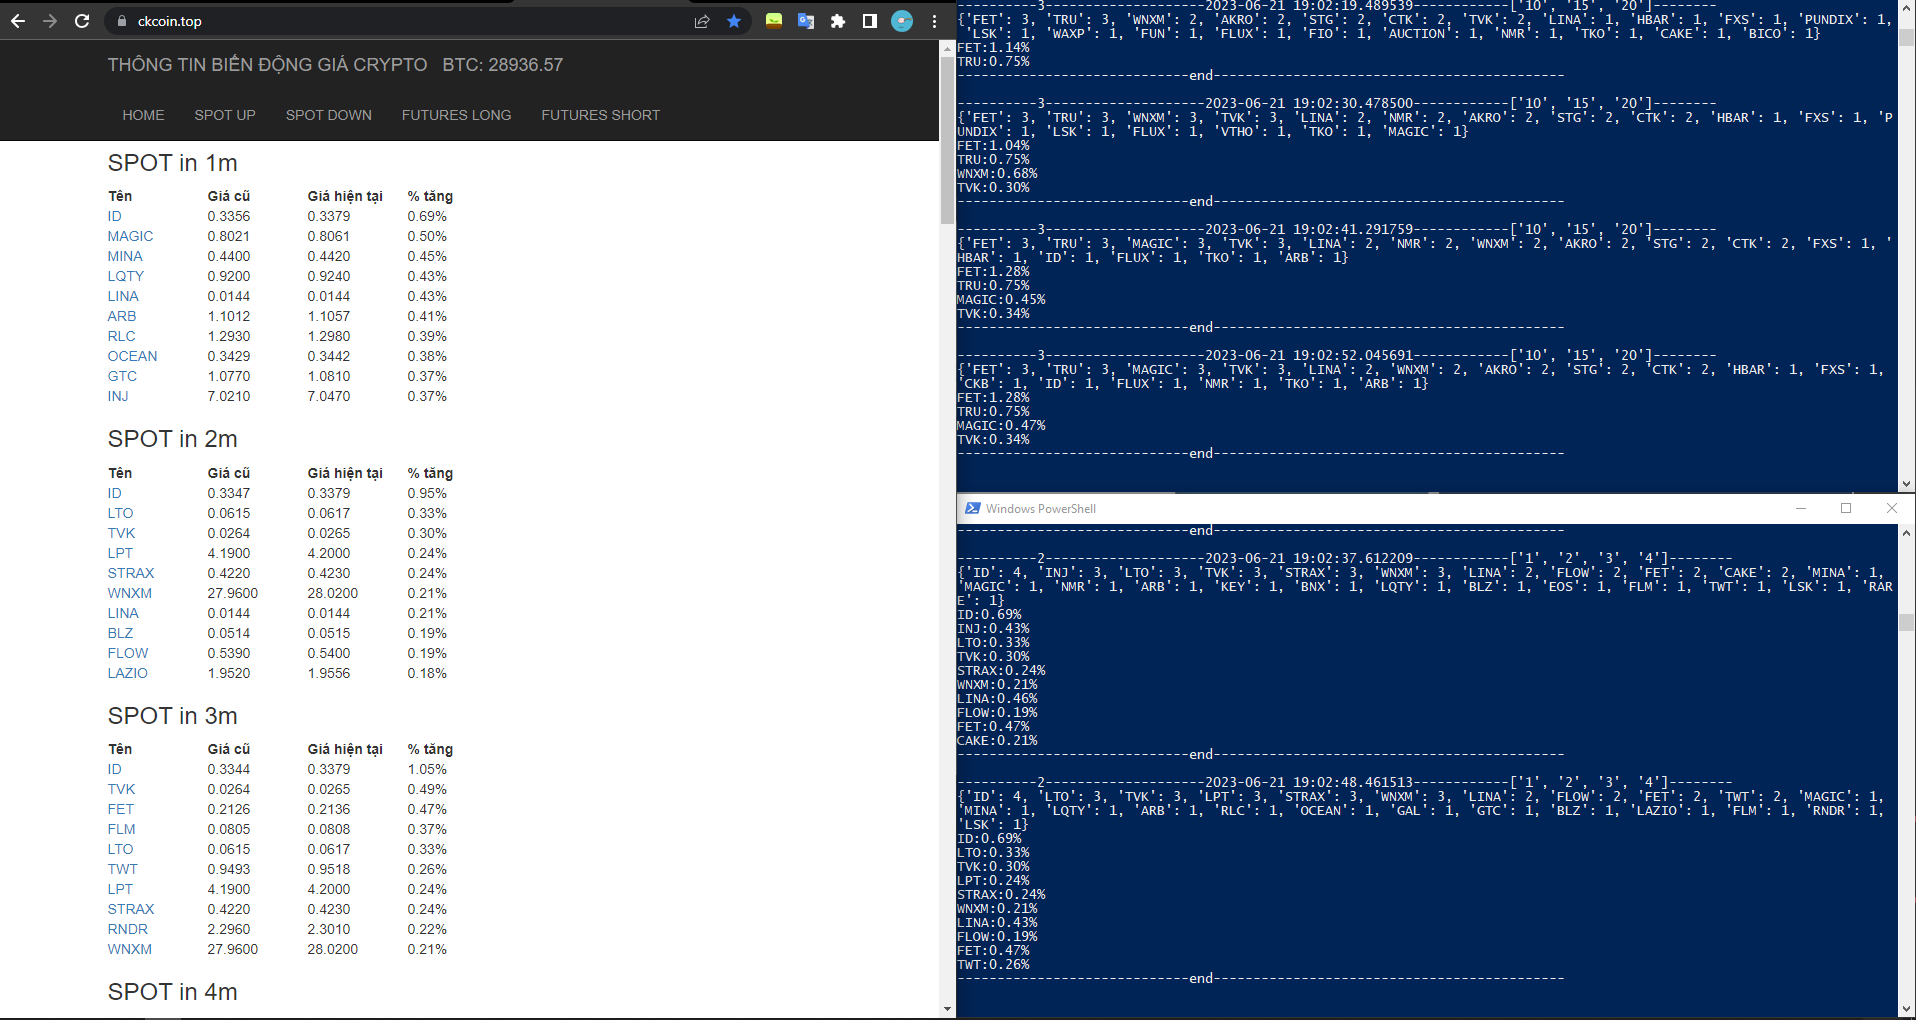 ckcoin.top
THÔNG TIN BIẾN ĐỘNG GIÁ CRYPTO BTC: 28936.57
HOME SPOT UP SPOT DOWN FUTURES LONG FUTURES SHORT
SPOT in 1m
Tên Giá cũ Giá hiện tại % tăng
ID 0.3356 0.3379 0.69%
MAGIC 0.8021 0.8061 0.50%
MINA 0.4400 0.4420 0.45%
LQTY 0.9200 0.9240 0.43%
LINA 0.0144 0.0144 0.43%
ARB 1.1012 1.1057 0.41%
RLC 1.2930 1.2980 0.39%
OCEAN 0.3429 0.3442 0.38%
GTC 1.0770 1.0810 0.37%
INJ 7.0210 7.0470 0.37%
SPOT in 2m
Tên Giá cũ Giá hiện tại % tăng
ID 0.3347 0.3379 0.95%
LTO 0.0615 0.0617 0.33%
TVK 0.0264 0.0265 0.30%
LPT 4.1900 4.2000 0.24%
STRAX 0.4220 0.4230 0.24%
WNXM 27.9600 28.0200 0.21%
LINA 0.0144 0.0144 0.21%
BLZ 0.0514 0.0515 0.19%
FLOW 0.5390 0.5400 0.19%
LAZIO 1.9520 1.9556 0.18%
SPOT in 3m
Tên Giá cũ Giá hiện tại % tăng
ID 0.3344 0.3379 1.05%
TVK 0.0264 0.0265 0.49%
FET 0.2126 0.2136 0.47%
FLM 0.0805 0.0808 0.37%
LTO 0.0615 0.0617 0.33%
TWT 0.9493 0.9518 0.26%
LPT 4.1900 4.2000 0.24%
STRAX 0.4220 0.4230 0.24%
RNDR 2.2960 2.3010 0.22%
WNXM 27.9600 28.0200 0.21%
SPOT in 4m
----------3--------------------2023-06-21 19:02:19.489539------------['10', '15', '20']--------
{'FET': 3, 'TRU': 3, 'WNXM': 2, 'AKRO': 2, 'STG': 2, 'CTK': 2, 'TVK': 2, 'LINA': 1, 'HBAR': 1, 'FXS': 1, 'PUNDIX': 1,
'LSK': 1, 'WAXP': 1, 'FUN': 1, 'FLUX': 1, 'FIO': 1, 'AUCTION': 1, 'NMR': 1, 'TKO': 1, 'CAKE': 1, 'BICO': 1}
FET:1.14%
TRU:0.75%
-----------------------------end--------------------------------------------
----------3--------------------2023-06-21 19:02:30.478500------------['10', '15', '20']--------
{'FET': 3, 'TRU': 3, 'WNXM': 3, 'TVK': 3, 'LINA': 2, 'NMR': 2, 'AKRO': 2, 'STG': 2, 'CTK': 2, 'HBAR': 1, 'FXS': 1, 'P
UNDIX': 1, 'LSK': 1, 'FLUX': 1, 'VTHO': 1, 'TKO': 1, 'MAGIC': 1}
FET:1.04%
TRU:0.75%
WNXM:0.68%
TVK:0.30%
-----------------------------end--------------------------------------------
----------3--------------------2023-06-21 19:02:41.291759------------['10', '15', '20']--------
{'FET': 3, 'TRU': 3, 'MAGIC': 3, 'TVK': 3, 'LINA': 2, 'NMR': 2, 'WNXM': 2, 'AKRO': 2, 'STG': 2, 'CTK': 2, 'FXS': 1, '
HBAR': 1, 'ID': 1, 'FLUX': 1, 'TKO': 1, 'ARB': 1}
FET:1.28%
TRU:0.75%
MAGIC:0.45%
TVK:0.34%
-----------------------------end--------------------------------------------
----------3--------------------2023-06-21 19:02:52.045691------------['10', '15', '20']--------
{'FET': 3, 'TRU': 3, 'MAGIC': 3, 'TVK': 3, 'LINA': 2, 'WNXM': 2, 'AKRO': 2, 'STG': 2, 'CTK': 2, 'HBAR': 1, 'FXS': 1,
'CKB': 1, 'ID': 1, 'FLUX': 1, 'NMR': 1, 'TKO': 1, 'ARB': 1}
FET:1.28%
TRU:0.75%
MAGIC:0.47%
TVK:0.34%
-----------------------------end--------------------------------------------
Windows PowerShell
-----------------------------end--------------------------------------------
----------2--------------------2023-06-21 19:02:37.612209------------['1', '2', '3', '4']--------
{'ID': 4, 'INJ': 3, 'LTO': 3, 'TVK': 3, 'STRAX': 3, 'WNXM': 3, 'LINA': 2, 'FLOW': 2, 'FET': 2, 'CAKE': 2, 'MINA': 1,
'MAGIC': 1, 'NMR': 1, 'ARB': 1, 'KEY': 1, 'BNX': 1, 'LQTY': 1, 'BLZ': 1, 'EOS': 1, 'FLM': 1, 'TWT': 1, 'LSK': 1, 'RAR
E': 1}
ID:0.69%
INJ:0.43%
LTO:0.33%
TVK:0.30%
STRAX:0.24%
WNXM:0.21%
LINA:0.46%
FLOW:0.19%
FET:0.47%
CAKE:0.21%
-----------------------------end--------------------------------------------
----------2--------------------2023-06-21 19:02:48.461513------------['1', '2', '3', '4']--------
{'ID': 4, 'LTO': 3, 'TVK': 3, 'LPT': 3, 'STRAX': 3, 'WNXM': 3, 'LINA': 2, 'FLOW': 2, 'FET': 2, 'TWT': 2, 'MAGIC': 1,
'MINA': 1, 'LQTY': 1, 'ARB': 1, 'RLC': 1, 'OCEAN': 1, 'GAL': 1, 'GTC': 1, 'BLZ': 1, 'LAZIO': 1, 'FLM': 1, 'RNDR': 1,
'LSK': 1}
ID:0.69%
LTO:0.33%
TVK:0.30%
LPT:0.24%
STRAX:0.24%
WNXM:0.21%
LINA:0.43%
FLOW:0.19%
FET:0.47%
TWT:0.26%
-----------------------------end--------------------------------------------